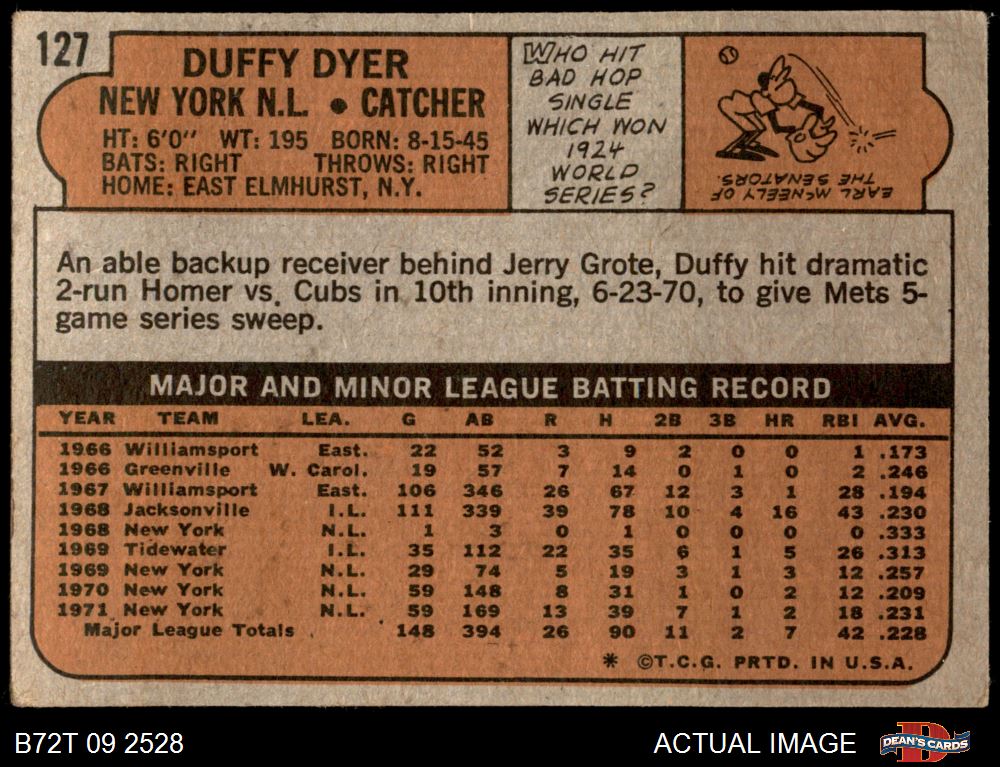 127
DUFFY DYER
NEW YORK N.L. • CATCHER
HT: 6'0" WT: 195 BORN: 8-15-45
BATS: RIGHT THROWS: RIGHT
HOME: EAST ELMHURST, N.Y.
WHO HIT
BAD HOP
SINGLE
WHICH WON
1924
WORLD
SERIES?
EARL McNEELY OF
THE SENATORS.
An able backup receiver behind Jerry Grote, Duffy hit dramatic
2-run Homer vs. Cubs in 10th inning, 6-23-70, to give Mets 5-
game series sweep.
MAJOR AND MINOR LEAGUE BATTING RECORD
YEAR TEAM LEA. G AB R H 2B 3B HR RBI AVG.
1966 Williamsport East. 22 52 3 9 2 0 0 1 .173
1966 Greenville W. Carol. 19 57 7 14 0 1 0 2 .246
1967 Williamsport East. 106 346 26 67 12 3 1 28 .194
1968 Jacksonville I.L. 111 339 39 78 10 4 16 43 .230
1968 New York N.L. 1 3 0 1 0 0 0 0 .333
1969 Tidewater I.L. 35 112 22 35 6 1 5 26 .313
1969 New York N.L. 29 74 5 19 3 1 3 12 .257
1970 New York N.L. 59 148 8 31 1 0 2 12 .209
1971 New York N.L. 59 169 13 39 7 1 2 18 .231
Major League Totals 148 394 26 90 11 2 7 42 .228
* ©T.C.G. PRTD. IN U.S.A.
B72T 09 2528
ACTUAL IMAGE
D
DEAN'S CARDS